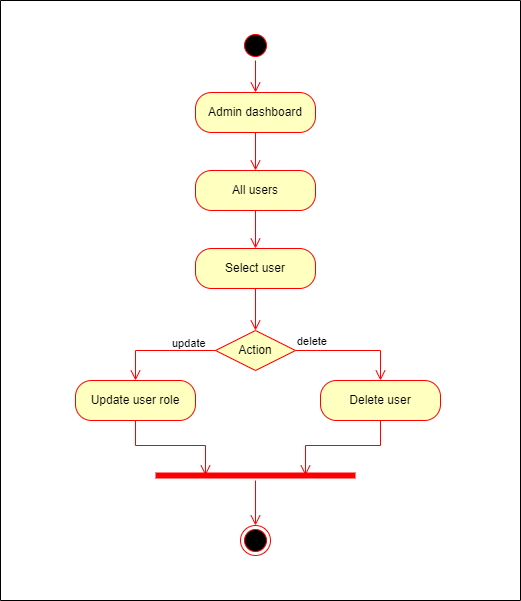 Admin dashboard
All users
Select user
update
Action
delete
Update user role
Delete user